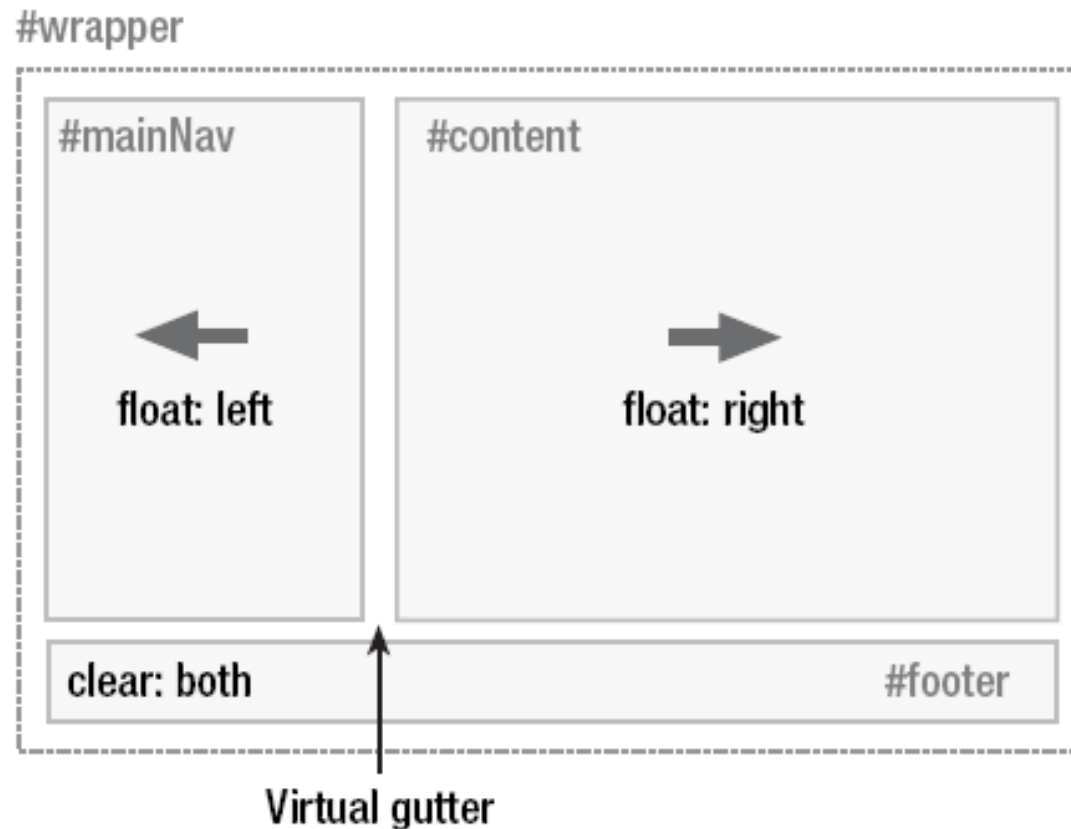 #wrapper
#mainNav
#content
float: left
float: right
clear: both
#footer
Virtual gutter